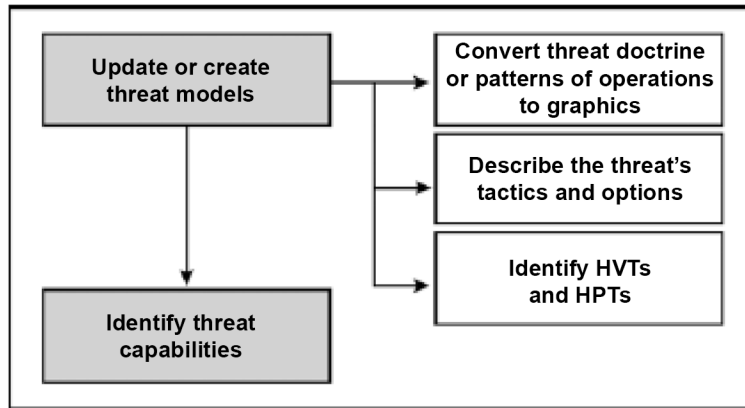 Update or create
threat models
Convert threat doctrine
or patterns of operations
to graphics
Describe the threat's
tactics and options
Identify HVTs
and HPTs
Identify threat
capabilities